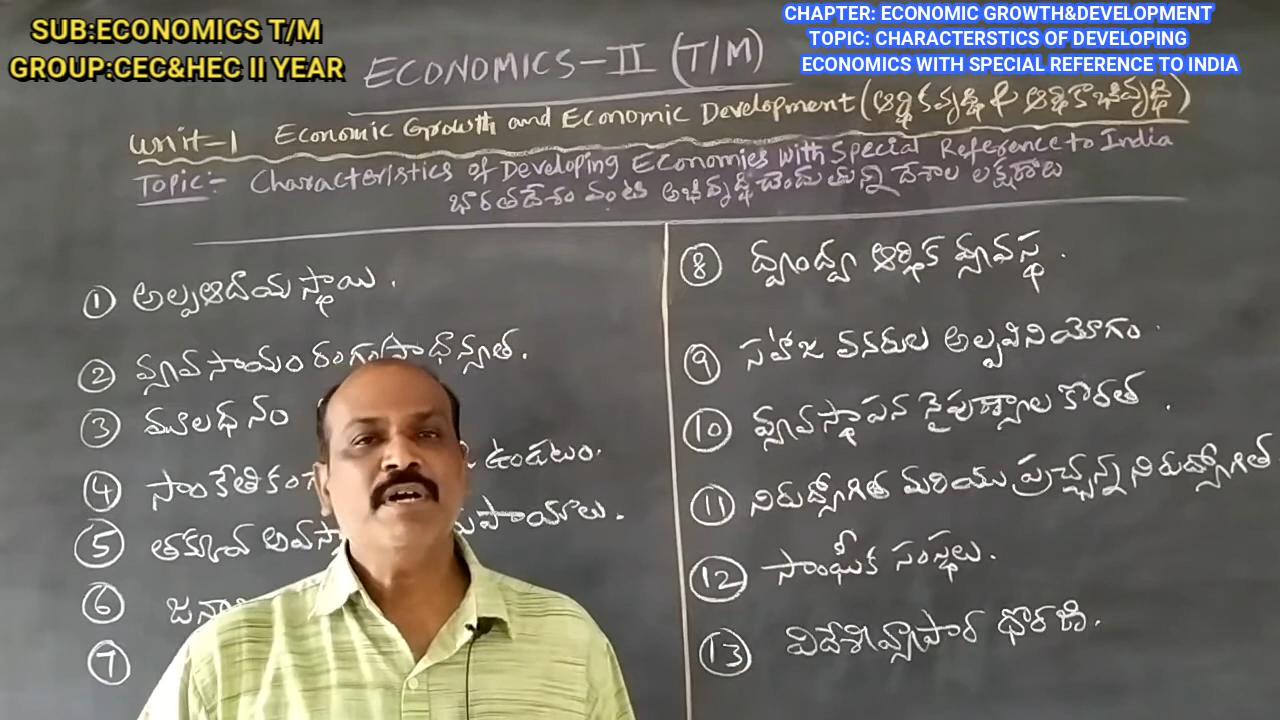 SUB:ECONOMICS T/M
GROUP:CEC&HEC II YEAR
CHAPTER: ECONOMIC GROWTH&DEVELOPMENT
TOPIC: CHARACTERSTICS OF DEVELOPING
ECONOMICS WITH SPECIAL REFERENCE TO INDIA
ECONOMICS-II (T/M)
Unit-1 Economic Growth and Economic Development (ఆర్థికవృద్ధి & ఆర్థికాభివృద్ధి)
Topic:- Characteristics of Developing Economies with Special Reference to India
భారతదేశం వంటి అభివృద్ధి చెందుతున్న దేశాల లక్షణాలు
① అల్పఆదాయ స్థాయి.
② వ్యవసాయం రంగం ప్రాధాన్యత.
③ మూలధనం
④ సాంకేతికంగా ఉండటం.
⑤ తక్కువ అవస్థా
⑥
⑦
⑧ ద్వంద్వ ఆర్థిక వ్యవస్థ.
⑨ సహజ వనరుల అల్పవినియోగం.
⑩ వ్యవస్థాపన నైపుణ్యాల కొరత.
⑪ నిరుద్యోగిత మరియు ప్రచ్ఛన్న నిరుద్యోగిత
⑫ సాంఘీక సంస్థలు.
⑬ విదేశీవ్యాపార ధోరణి.